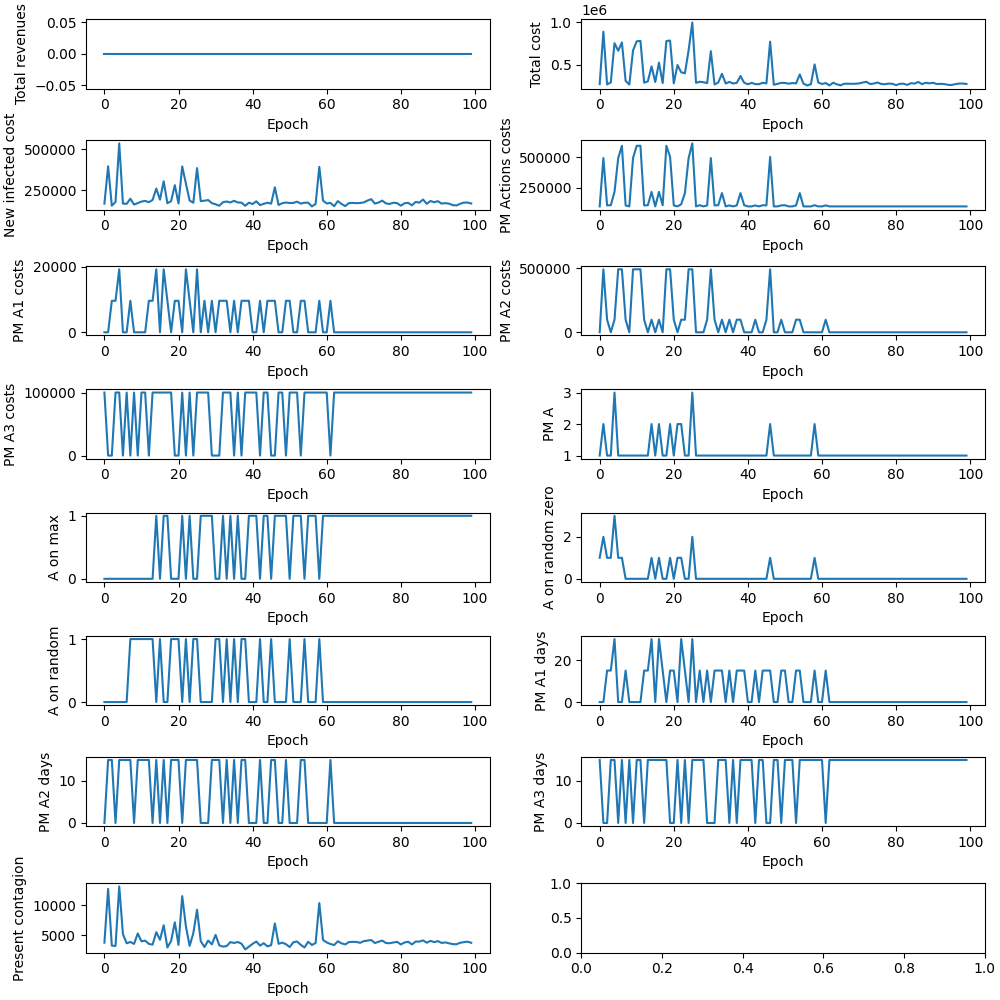 Total revenues
0.05
0.00
−0.05
0 20 40 60 80 100
Epoch
Total cost
1e6
1.0
0.5
0 20 40 60 80 100
Epoch
New infected cost
500000
250000
0 20 40 60 80 100
Epoch
PM Actions costs
500000
250000
0 20 40 60 80 100
Epoch
PM A1 costs
20000
0
0 20 40 60 80 100
Epoch
PM A2 costs
500000
0
0 20 40 60 80 100
Epoch
PM A3 costs
100000
0
0 20 40 60 80 100
Epoch
PM A
3
2
1
0 20 40 60 80 100
Epoch
A on max
1
0
0 20 40 60 80 100
Epoch
A on random zero
2
0
0 20 40 60 80 100
Epoch
A on random
1
0
0 20 40 60 80 100
Epoch
PM A1 days
20
0
0 20 40 60 80 100
Epoch
PM A2 days
10
0
0 20 40 60 80 100
Epoch
PM A3 days
10
0
0 20 40 60 80 100
Epoch
Present contagion
10000
5000
0 20 40 60 80 100
Epoch
1.0
0.5
0.0
0.0 0.2 0.4 0.6 0.8 1.0